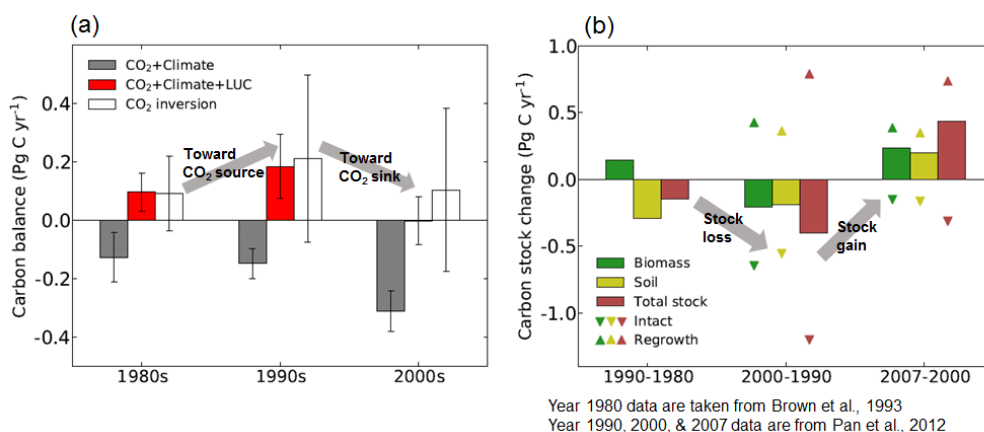 (a)
Carbon balance (Pg C yr-1)
0.4
0.2
0.0
-0.2
-0.4
CO2+Climate
CO2+Climate+LUC
CO2 inversion
Toward
CO2 source
Toward
CO2 sink
1980s
1990s
2000s
(b)
Carbon stock change (Pg C yr-1)
1.0
0.5
0.0
-0.5
-1.0
Stock
loss
Stock
gain
Biomass
Soil
Total stock
Intact
Regrowth
1990-1980
2000-1990
2007-2000
Year 1980 data are taken from Brown et al., 1993
Year 1990, 2000, & 2007 data are from Pan et al., 2012